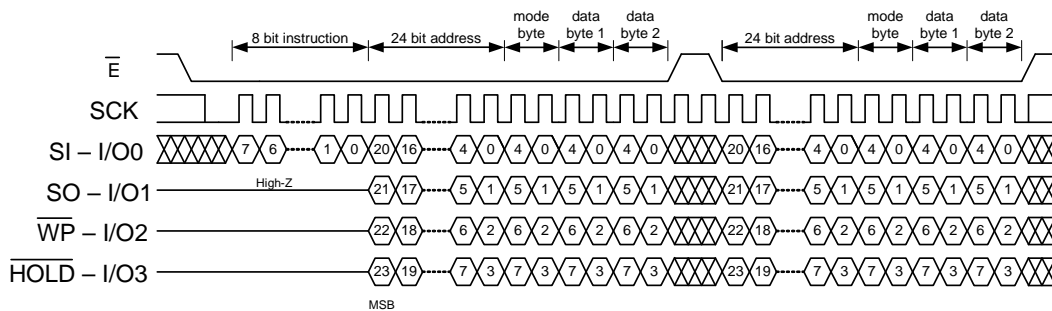 mode data data mode data data
8 bit instruction 24 bit address byte byte 1 byte 2 24 bit address byte byte 1 byte 2
E
SCK
SI – I/O0 7 6 1 0 20 16 4 0 4 0 4 0 4 0 20 16 4 0 4 0 4 0 4 0
High-Z
SO – I/O1 21 17 5 1 5 1 5 1 5 1 21 17 5 1 5 1 5 1 5 1
WP – I/O2 22 18 6 2 6 2 6 2 6 2 22 18 6 2 6 2 6 2 6 2
HOLD – I/O3 23 19 7 3 7 3 7 3 7 3 23 19 7 3 7 3 7 3 7 3
MSB